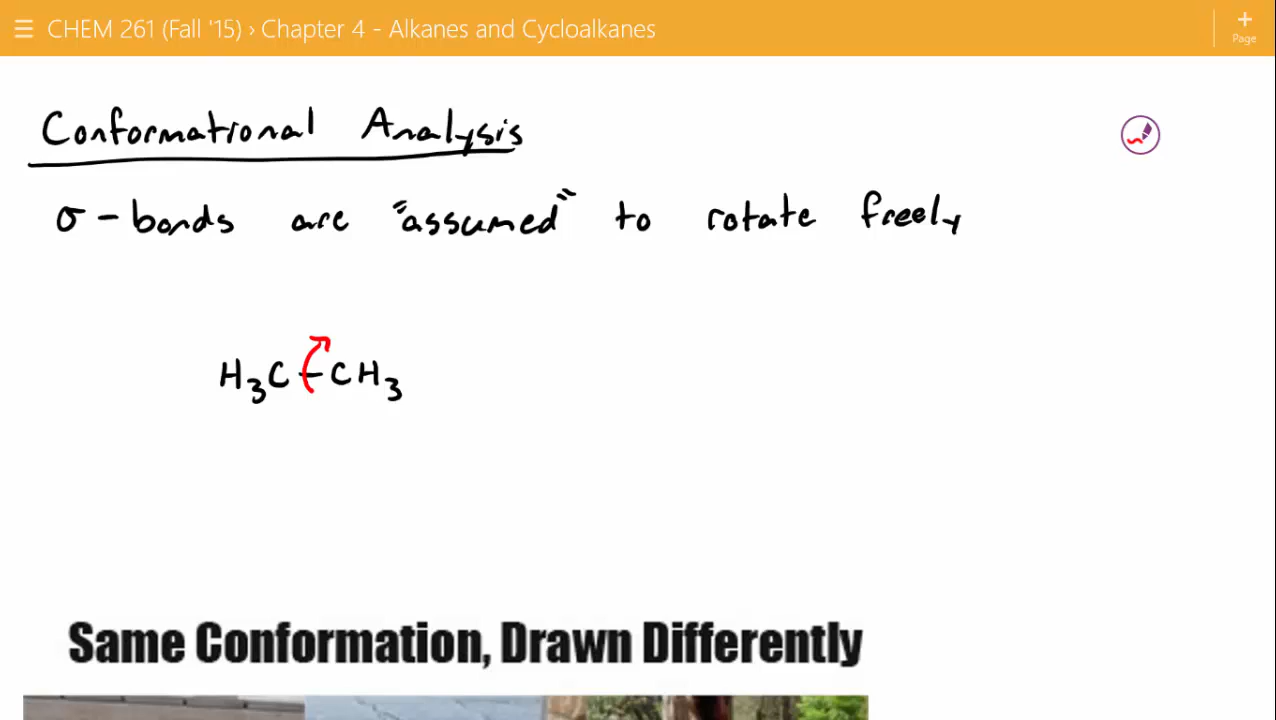 ☰ CHEM 261 (Fall '15) › Chapter 4 - Alkanes and Cycloalkanes
+
Page
Conformational Analysis
σ-bonds are "assumed" to rotate freely
H₃C-CH₃
Same Conformation, Drawn Differently